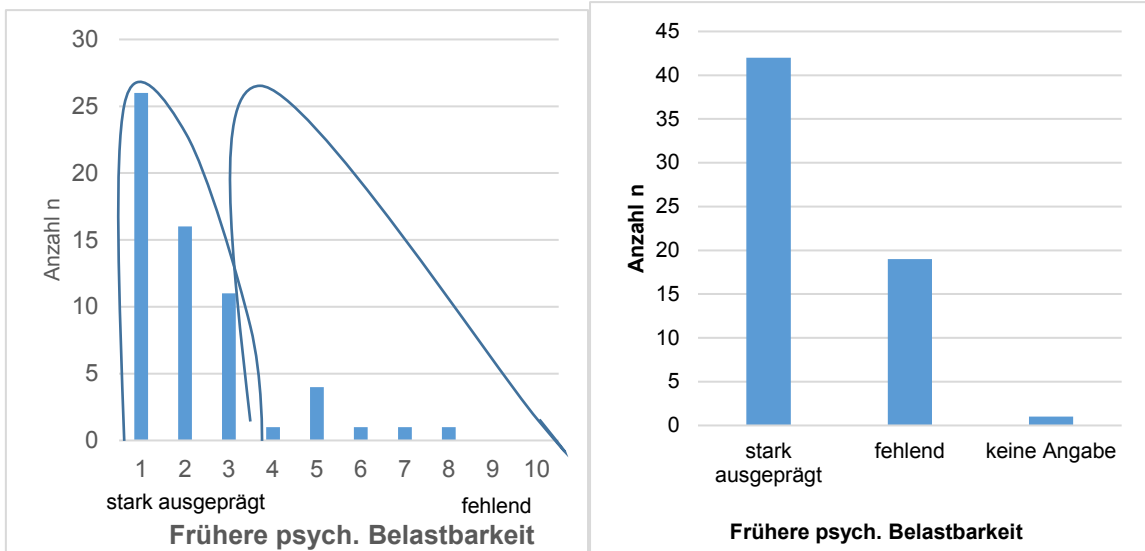 30
25
20
15
10
5
0
Anzahl n
1 2 3 4 5 6 7 8 9 10
stark ausgeprägt fehlend
Frühere psych. Belastbarkeit
45
40
35
30
25
20
15
10
5
0
Anzahl n
stark
ausgeprägt
fehlend
keine Angabe
Frühere psych. Belastbarkeit